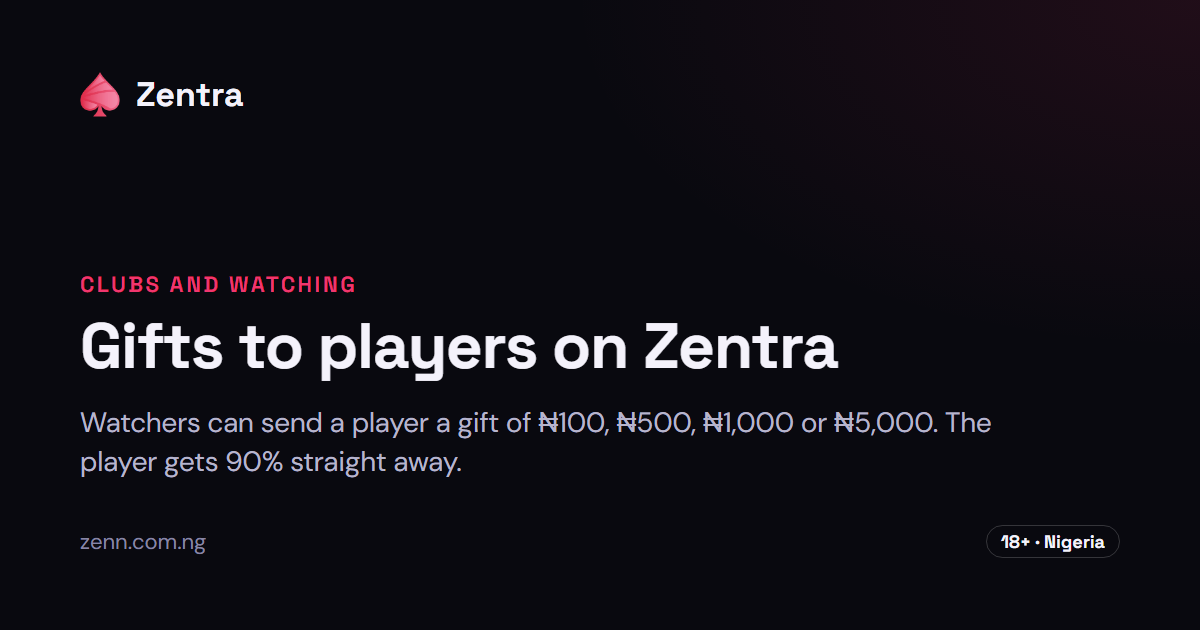 Zentra
CLUBS AND WATCHING
Gifts to players on Zentra
Watchers can send a player a gift of ₦100, ₦500, ₦1,000 or ₦5,000. The
player gets 90% straight away.
zenn.com.ng
18+ · Nigeria